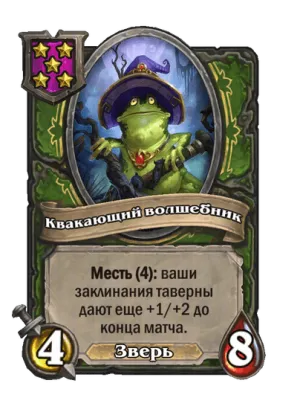 Квакающий волшебник
Месть (4): ваши
заклинания таверны
дают еще +1/+2 до
конца матча.
4
Зверь
8